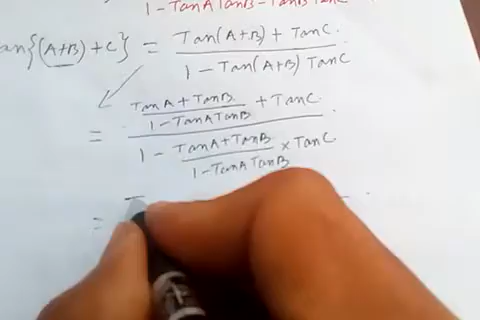 1 - TanA TanB - TanB TanC
an{(A+B) + C} = Tan(A+B) + TanC
1 - Tan(A+B) TanC
= TanA + TanB / 1 - TanA TanB + TanC
1 - TanA + TanB / 1 - TanA TanB × TanC
= T